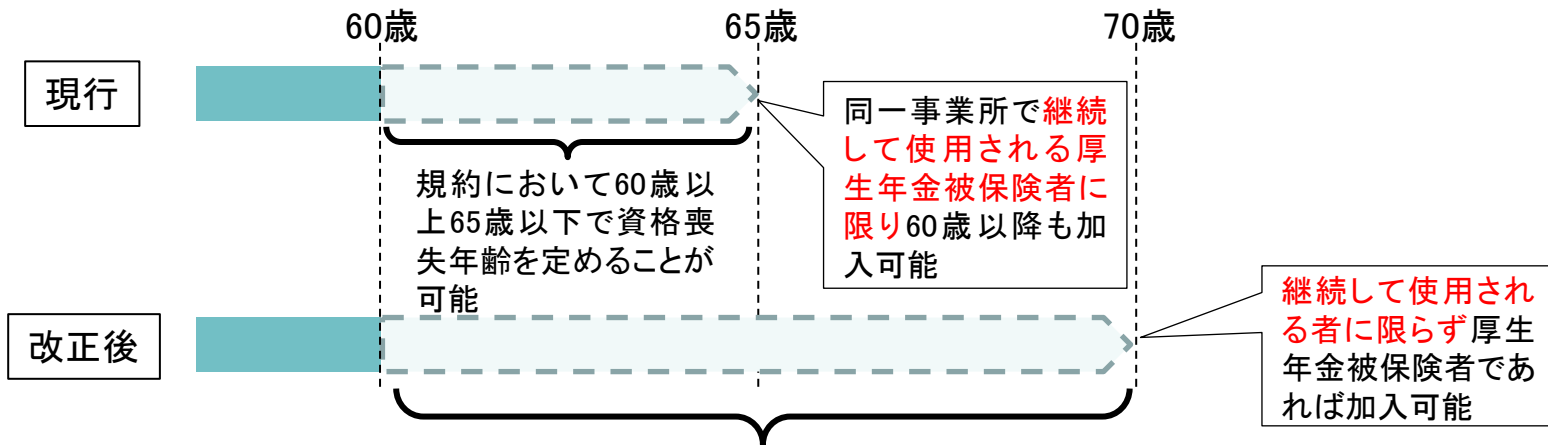 60歳
65歳
70歳
現行
同一事業所で継続
して使用される厚
生年金被保険者に
限り60歳以降も加
入可能
規約において60歳以
上65歳以下で資格喪
失年齢を定めることが
可能
改正後
継続して使用され
る者に限らず厚生
年金被保険者であ
れば加入可能